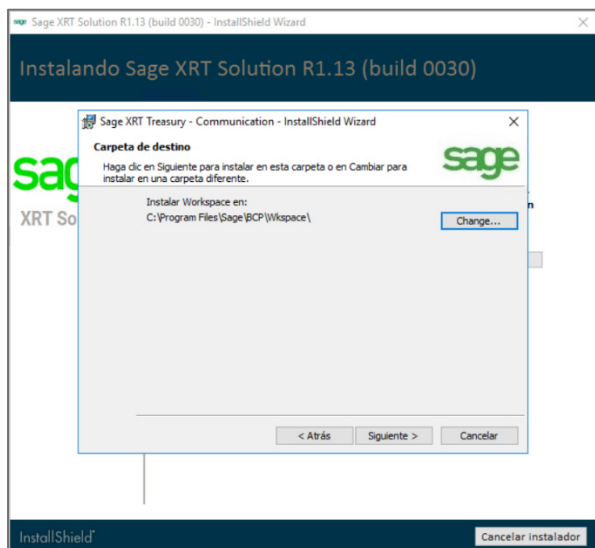 Sage XRT Solution R1.13 (build 0030) - InstallShield Wizard
Instalando Sage XRT Solution R1.13 (build 0030)
Sage XRT Treasury - Communication - InstallShield Wizard
Carpeta de destino
Haga clic en Siguiente para instalar en esta carpeta o en Cambiar para
instalar en una carpeta diferente.
sage
sag
XRT So
n
Instalar Workspace en:
C:\Program Files\Sage\BCP\Wkspace\
Change...
< Atrás
Siguiente >
Cancelar
InstallShield
Cancelar instalador